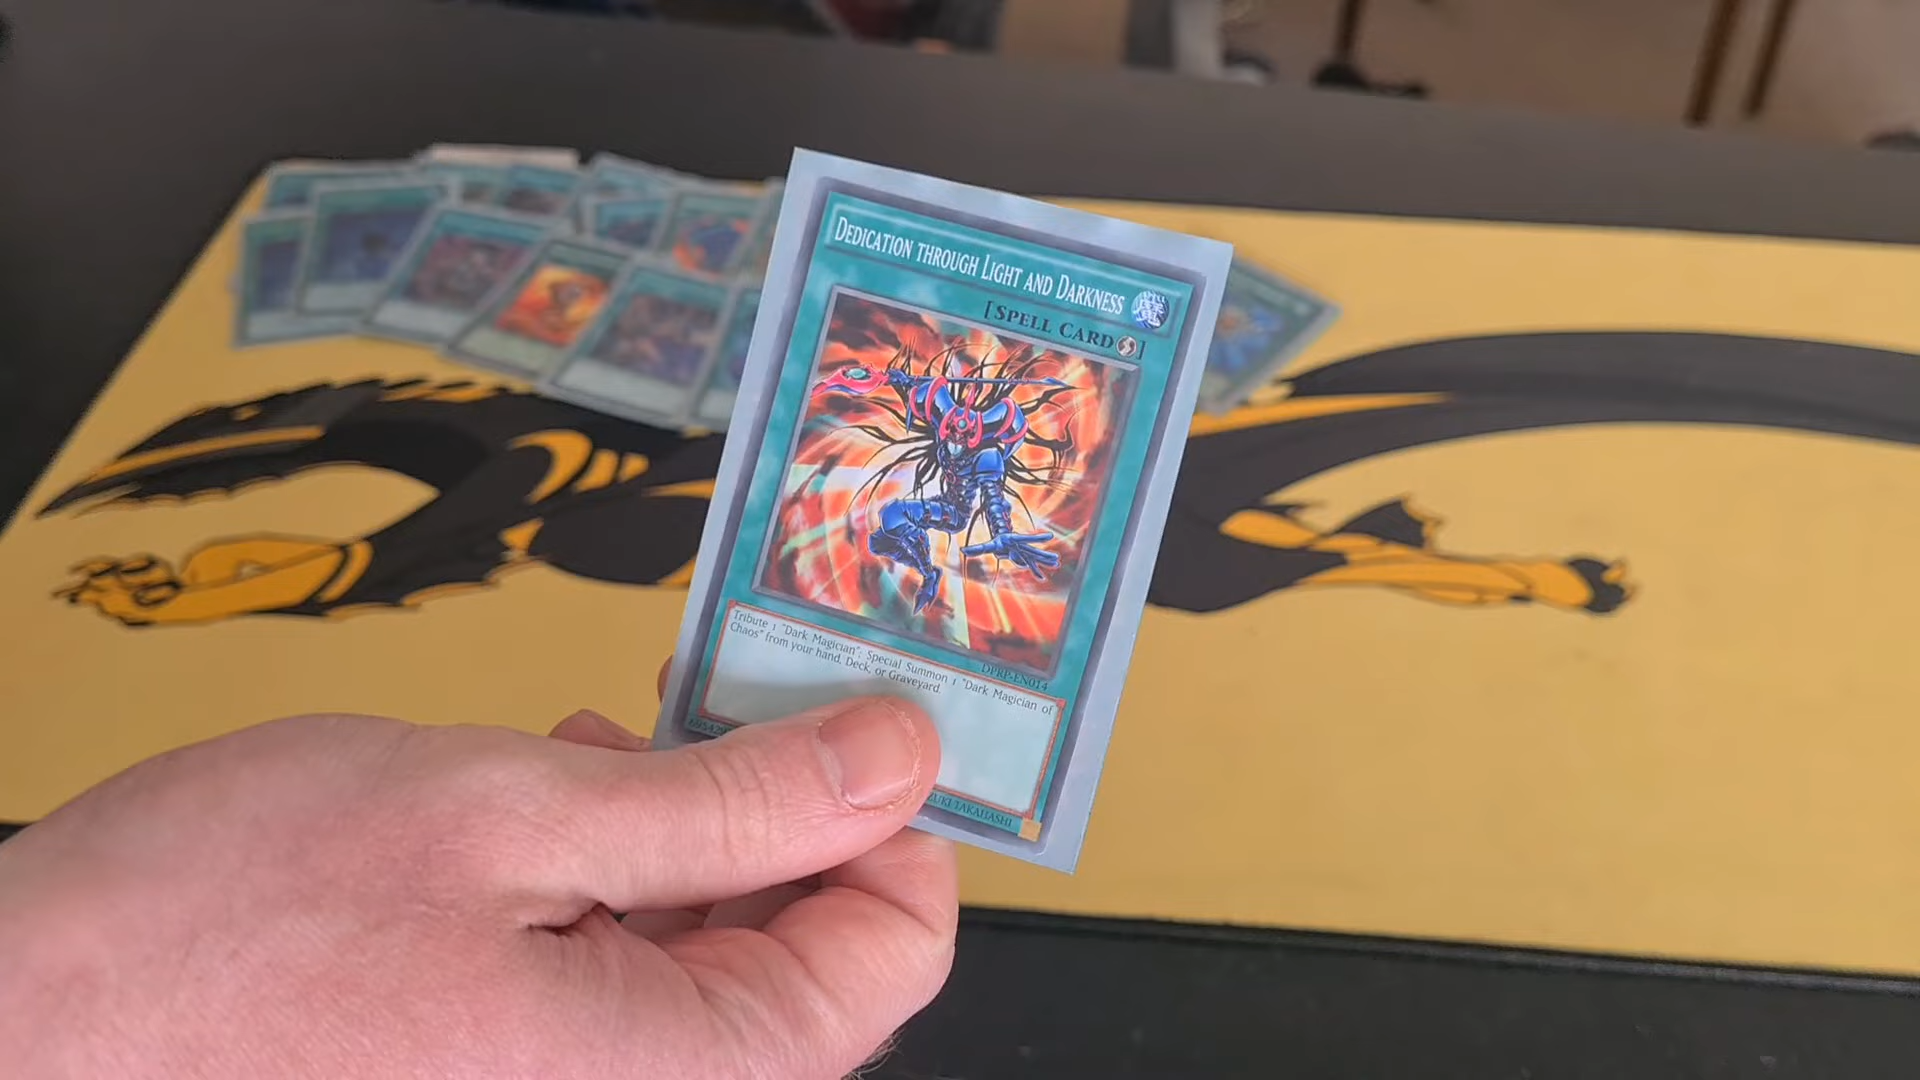 DEDICATION THROUGH LIGHT AND DARKNESS
[SPELL CARD]
DPRP-EN014
Tribute 1 "Dark Magician"; Special Summon 1 "Dark Magician of
Chaos" from your hand, Deck, or Graveyard.
TAKAHASHI